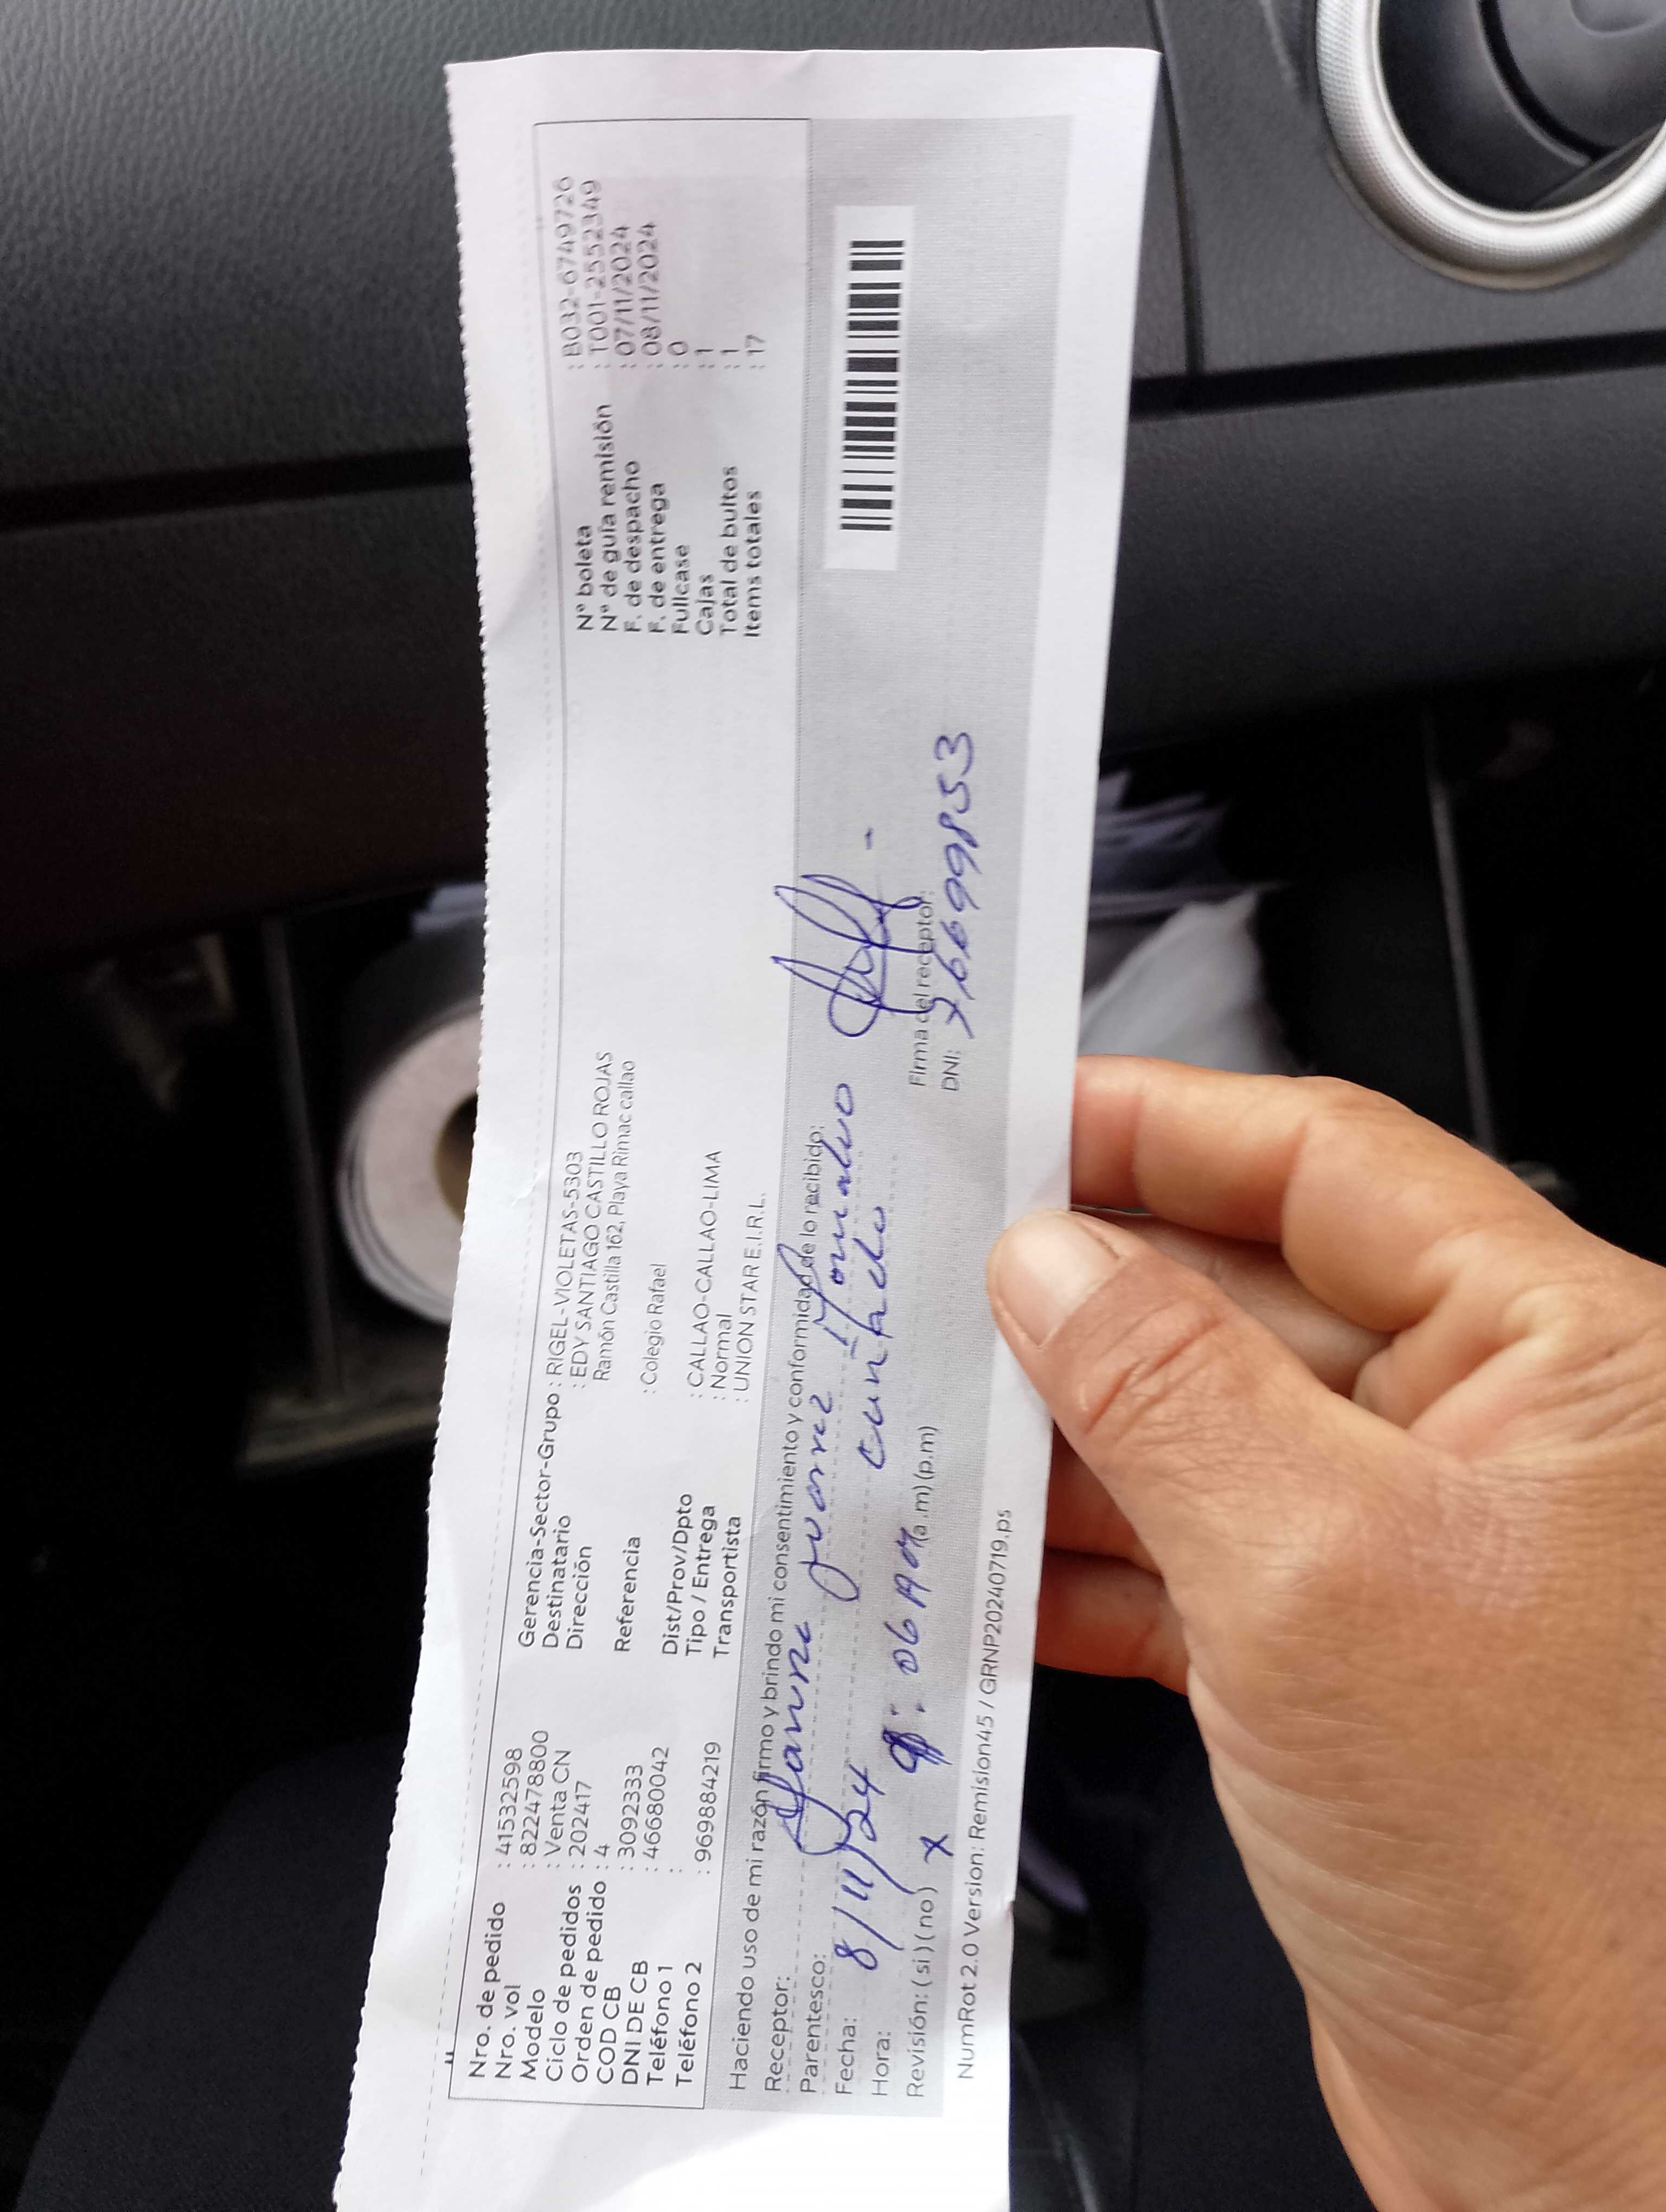 Nro. de pedido : 41532598
Nro. vol : 822478800
Modelo : Venta CN
Ciclo de pedidos : 202417
Orden de pedido : 4
COD CB : 3092333
DNI DE CB : 46680042
Teléfono 1 :
Teléfono 2 : 969884219
Gerencia-Sector-Grupo : RIGEL-VIOLETAS-5303
Destinatario : EDY SANTIAGO CASTILLO ROJAS
Dirección Ramón Castilla 162, Playa Rimac callao
Referencia : Colegio Rafael
Dist/Prov/Dpto : CALLAO-CALLAO-LIMA
Tipo / Entrega : Normal
Transportista : UNION STAR E.I.R.L.
N° boleta : B032-6749726
N° de guía remisión : T001-2552349
F. de despacho : 07/11/2024
F. de entrega : 08/11/2024
Fullcase : 0
Cajas : 1
Total de bultos : 1
Items totales : 17
Haciendo uso de mi razón firmo y brindo mi consentimiento y conformidad de lo recibido:
Receptor:
Parentesco: cuñado
Fecha: 8/11/24
Hora: 9:06 AM (a.m) (p.m)
Revisión: (si) (no) x
Firma del receptor:
DNI: 76699853
NumRot 2.0 Version: Remision45 / GRNP20240719.ps